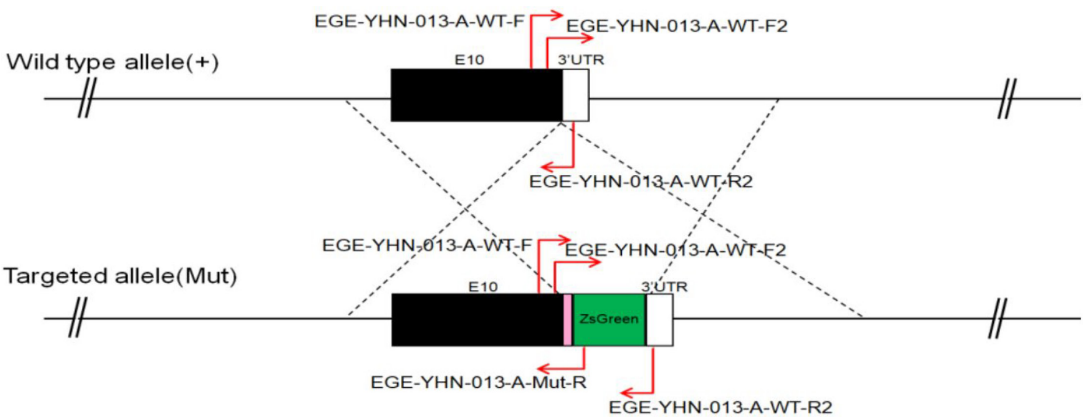 EGE-YHN-013-A-WT-F
EGE-YHN-013-A-WT-F2
Wild type allele(+)
E10
3'UTR
EGE-YHN-013-A-WT-R2
EGE-YHN-013-A-WT-F
EGE-YHN-013-A-WT-F2
Targeted allele(Mut)
E10
3'UTR
ZsGreen
EGE-YHN-013-A-Mut-R
EGE-YHN-013-A-WT-R2